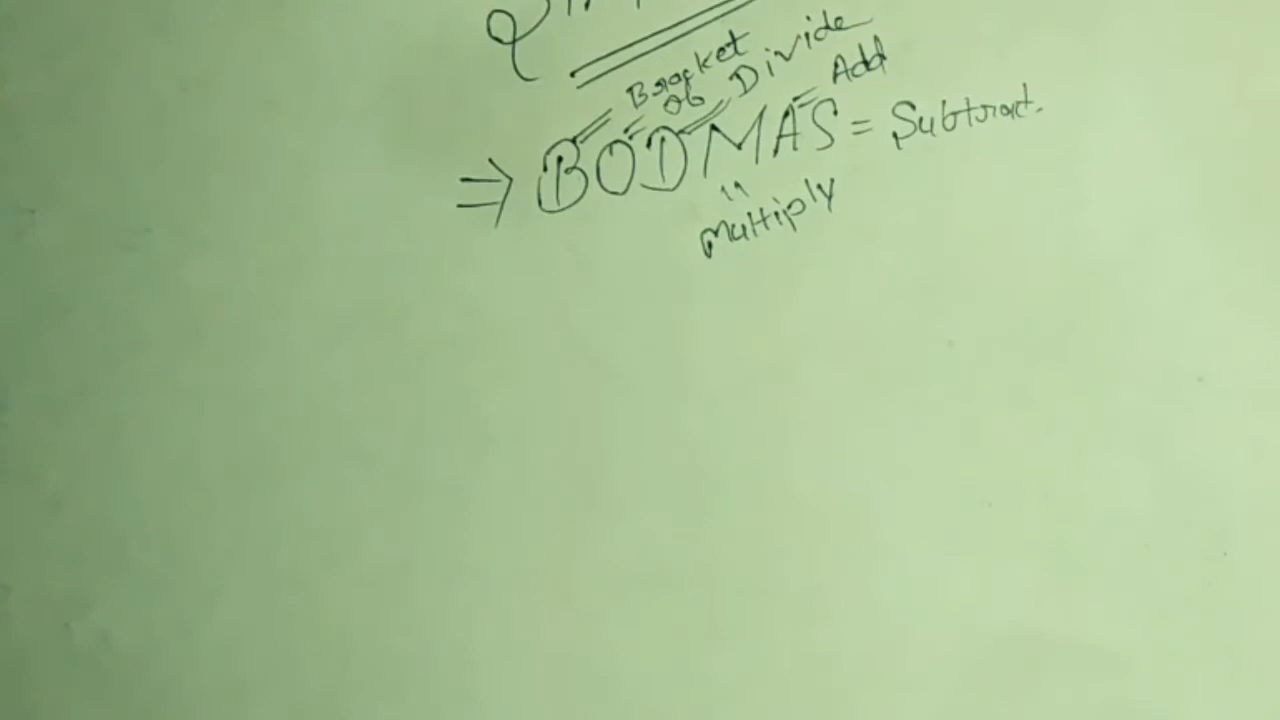 Bracket
of Divide
Add
⇒ BODMAS = Subtract.
Multiply